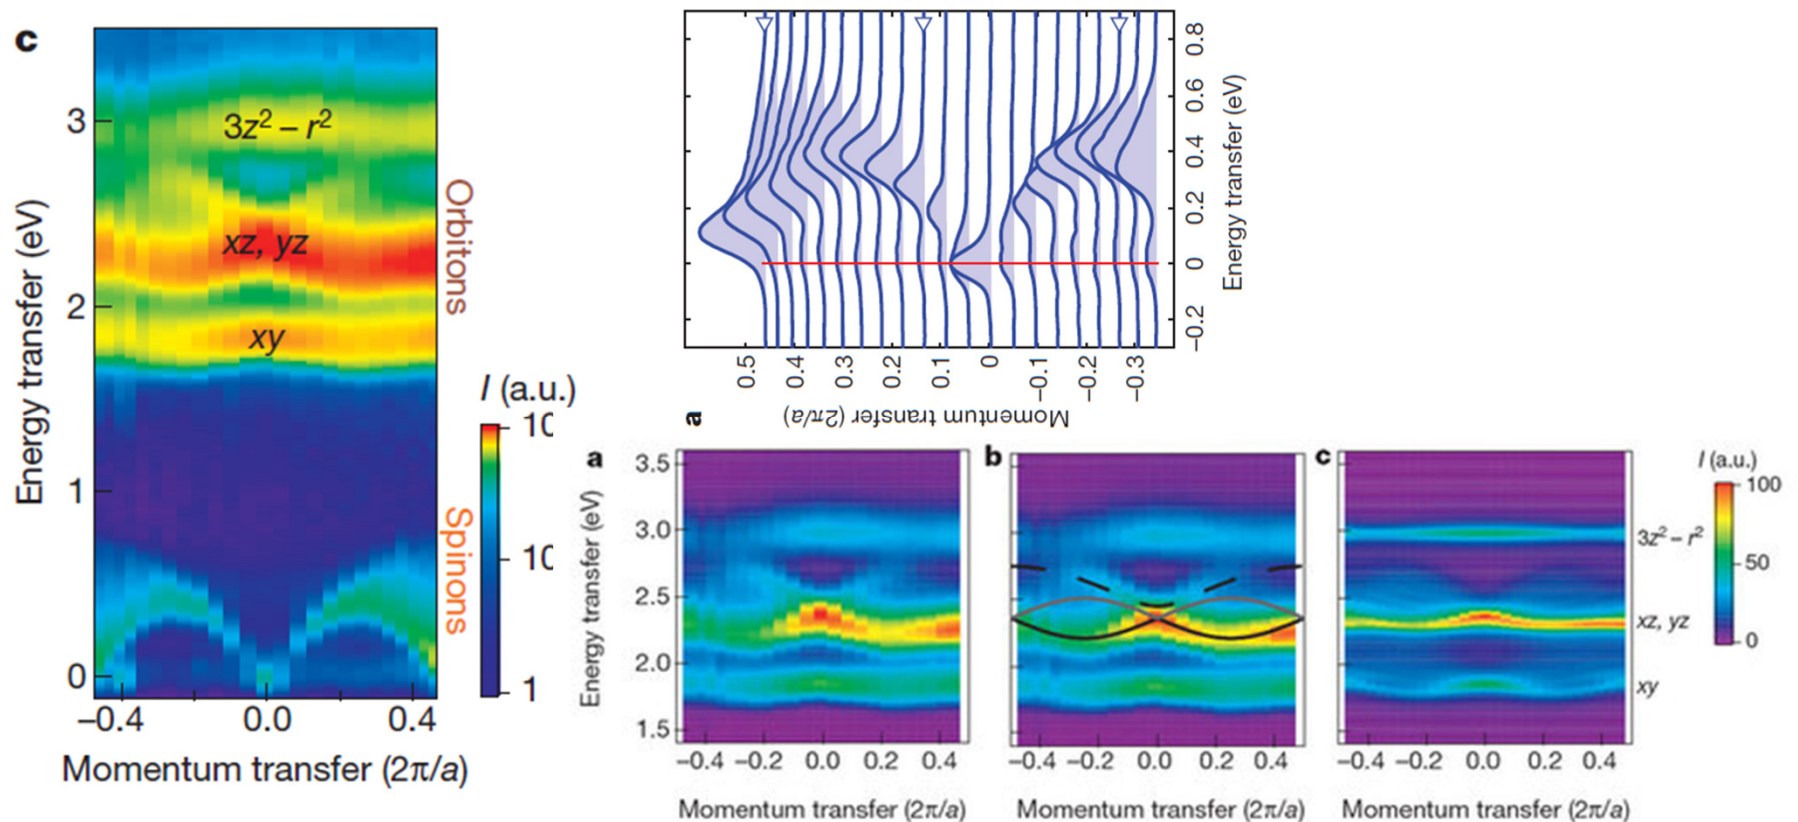 c
3z² – r²
xz, yz
xy
3
2
1
0
Energy transfer (eV)
Orbitons
Spinons
–0.4
0.0
0.4
Momentum transfer (2π/a)
I (a.u.)
10
10
1
0.8
0.6
0.4
0.2
0
–0.2
Energy transfer (eV)
0.5
0.4
0.3
0.2
0.1
0
–0.1
–0.2
–0.3
Momentum transfer (2π/a)
a
a
3.5
3.0
2.5
2.0
1.5
Energy transfer (eV)
–0.4 –0.2 0.0 0.2 0.4
Momentum transfer (2π/a)
b
–0.4 –0.2 0.0 0.2 0.4
Momentum transfer (2π/a)
c
–0.4 –0.2 0.0 0.2 0.4
Momentum transfer (2π/a)
3z² – r²
xz, yz
xy
I (a.u.)
100
50
0